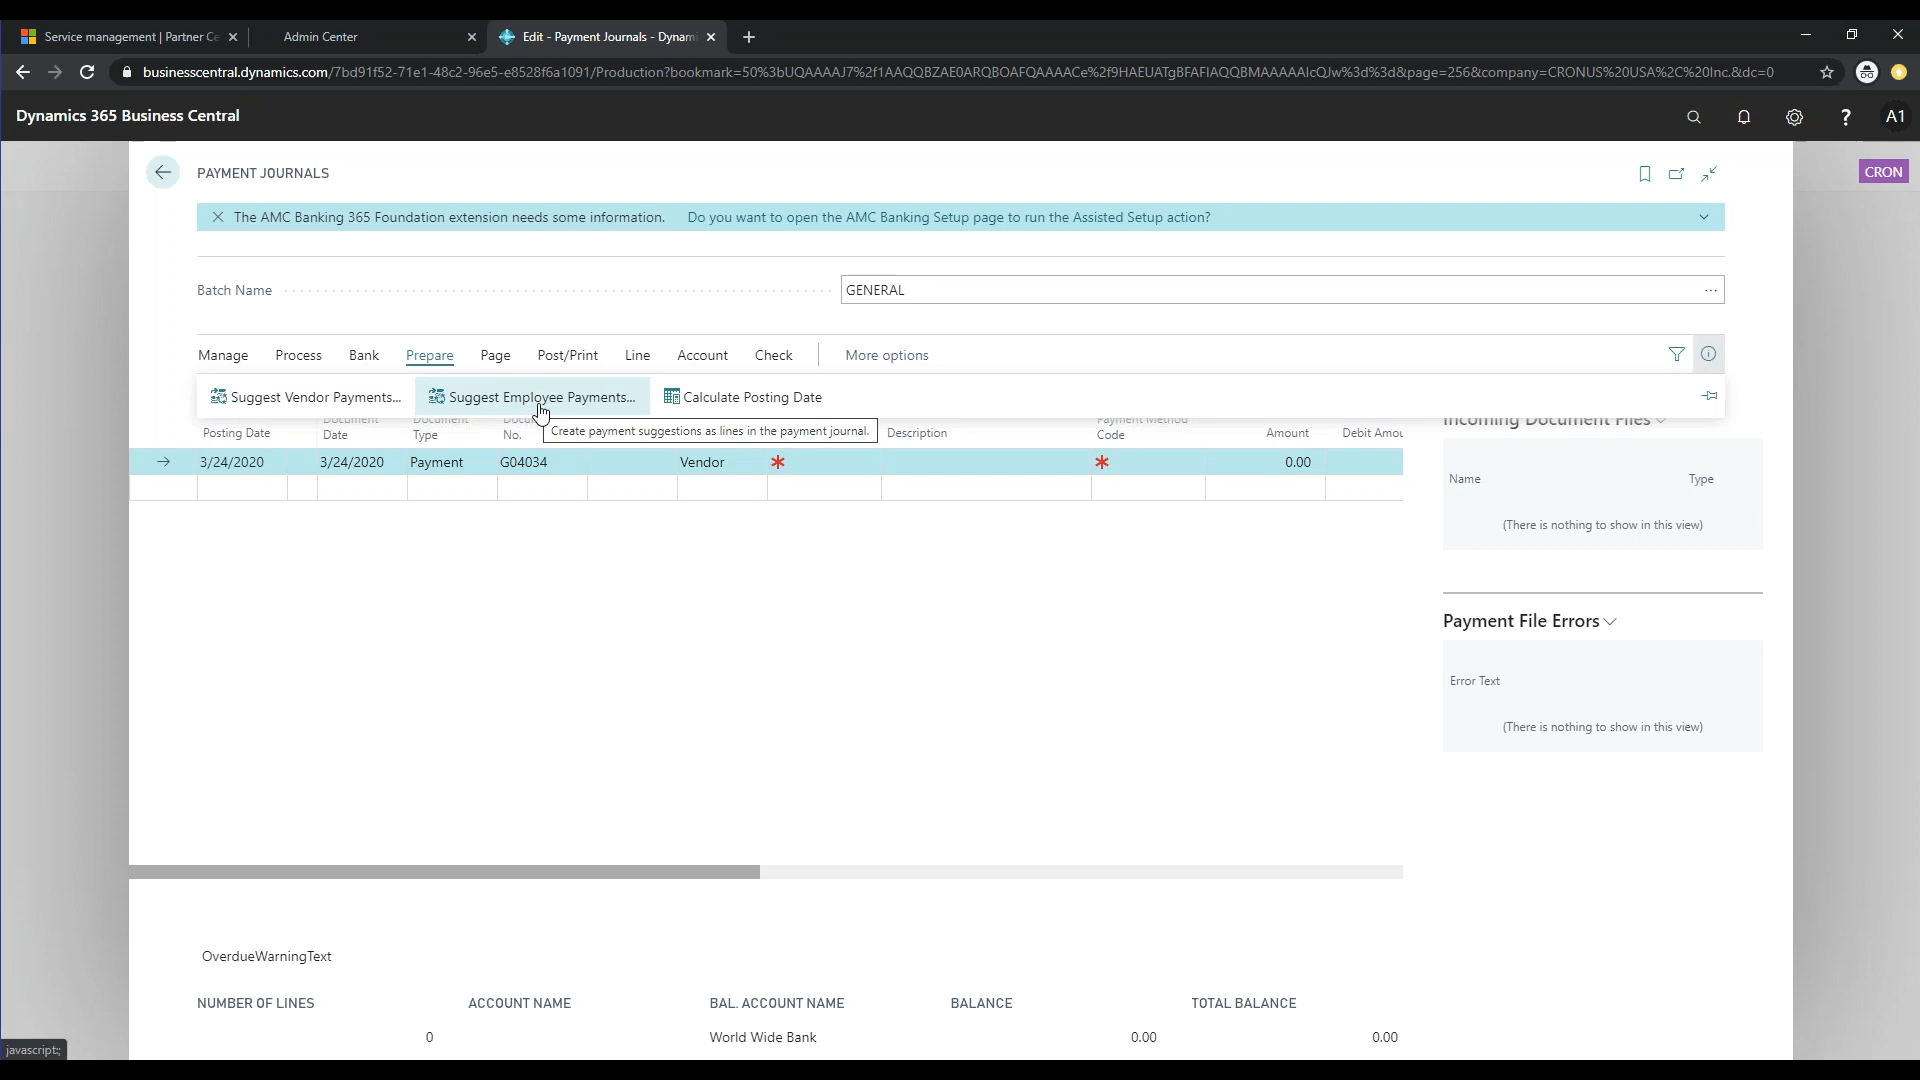 Service management | Partner Ce
Admin Center
Edit - Payment Journals - Dynami
businesscentral.dynamics.com/7bd91f52-71e1-48c2-96e5-e8528f6a1091/Production?bookmark=50%3bUQAAAAJ7%2f1AAQQBZAE0ARQBOAFQAAAACe%2f9HAEUATgBFAFIAQQBMAAAAAIcQJw%3d%3d&page=256&company=CRONUS%20USA%2C%20Inc.&dc=0
Dynamics 365 Business Central
A1
PAYMENT JOURNALS
CRON
The AMC Banking 365 Foundation extension needs some information. Do you want to open the AMC Banking Setup page to run the Assisted Setup action?
Batch Name
GENERAL
Manage Process Bank Prepare Page Post/Print Line Account Check More options
Suggest Vendor Payments... Suggest Employee Payments... Calculate Posting Date
Incoming Document Files
Posting Date Document Date Document Type No. Description Payment Method Code Amount Debit Amou
Create payment suggestions as lines in the payment journal.
3/24/2020 3/24/2020 Payment G04034 Vendor 0.00
Name Type
(There is nothing to show in this view)
Payment File Errors
Error Text
(There is nothing to show in this view)
OverdueWarningText
NUMBER OF LINES ACCOUNT NAME BAL. ACCOUNT NAME BALANCE TOTAL BALANCE
0 World Wide Bank 0.00 0.00
javascript:;